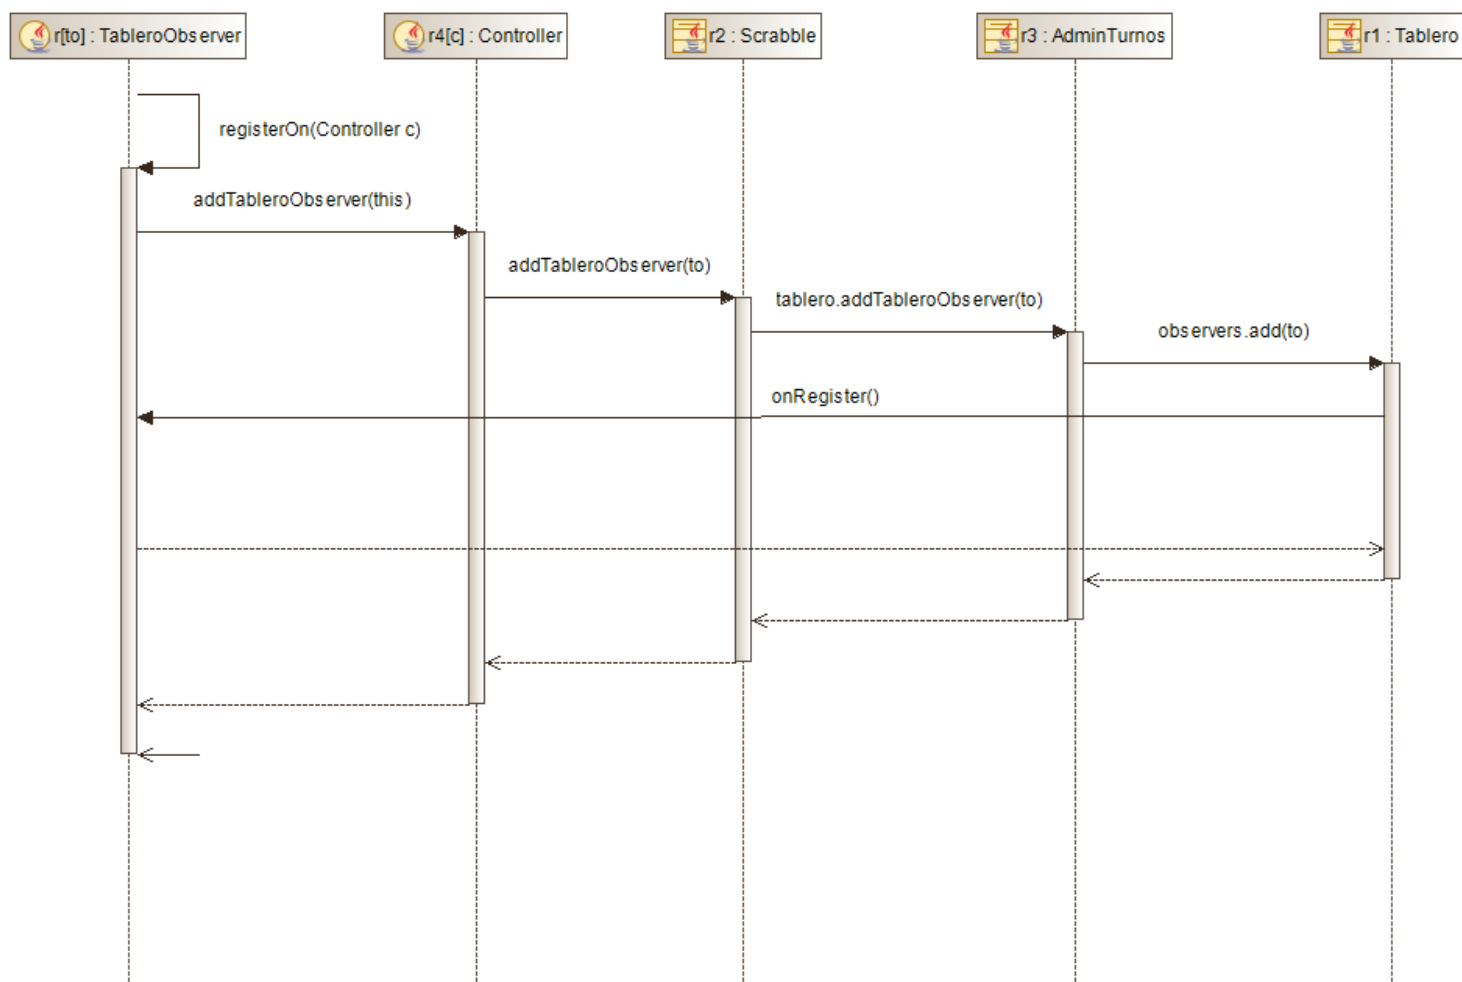 r[to] : TableroObserver
r4[c] : Controller
r2 : Scrabble
r3 : AdminTurnos
r1 : Tablero
registerOn(Controller c)
addTableroObserver(this)
addTableroObserver(to)
tablero.addTableroObserver(to)
observers.add(to)
onRegister()